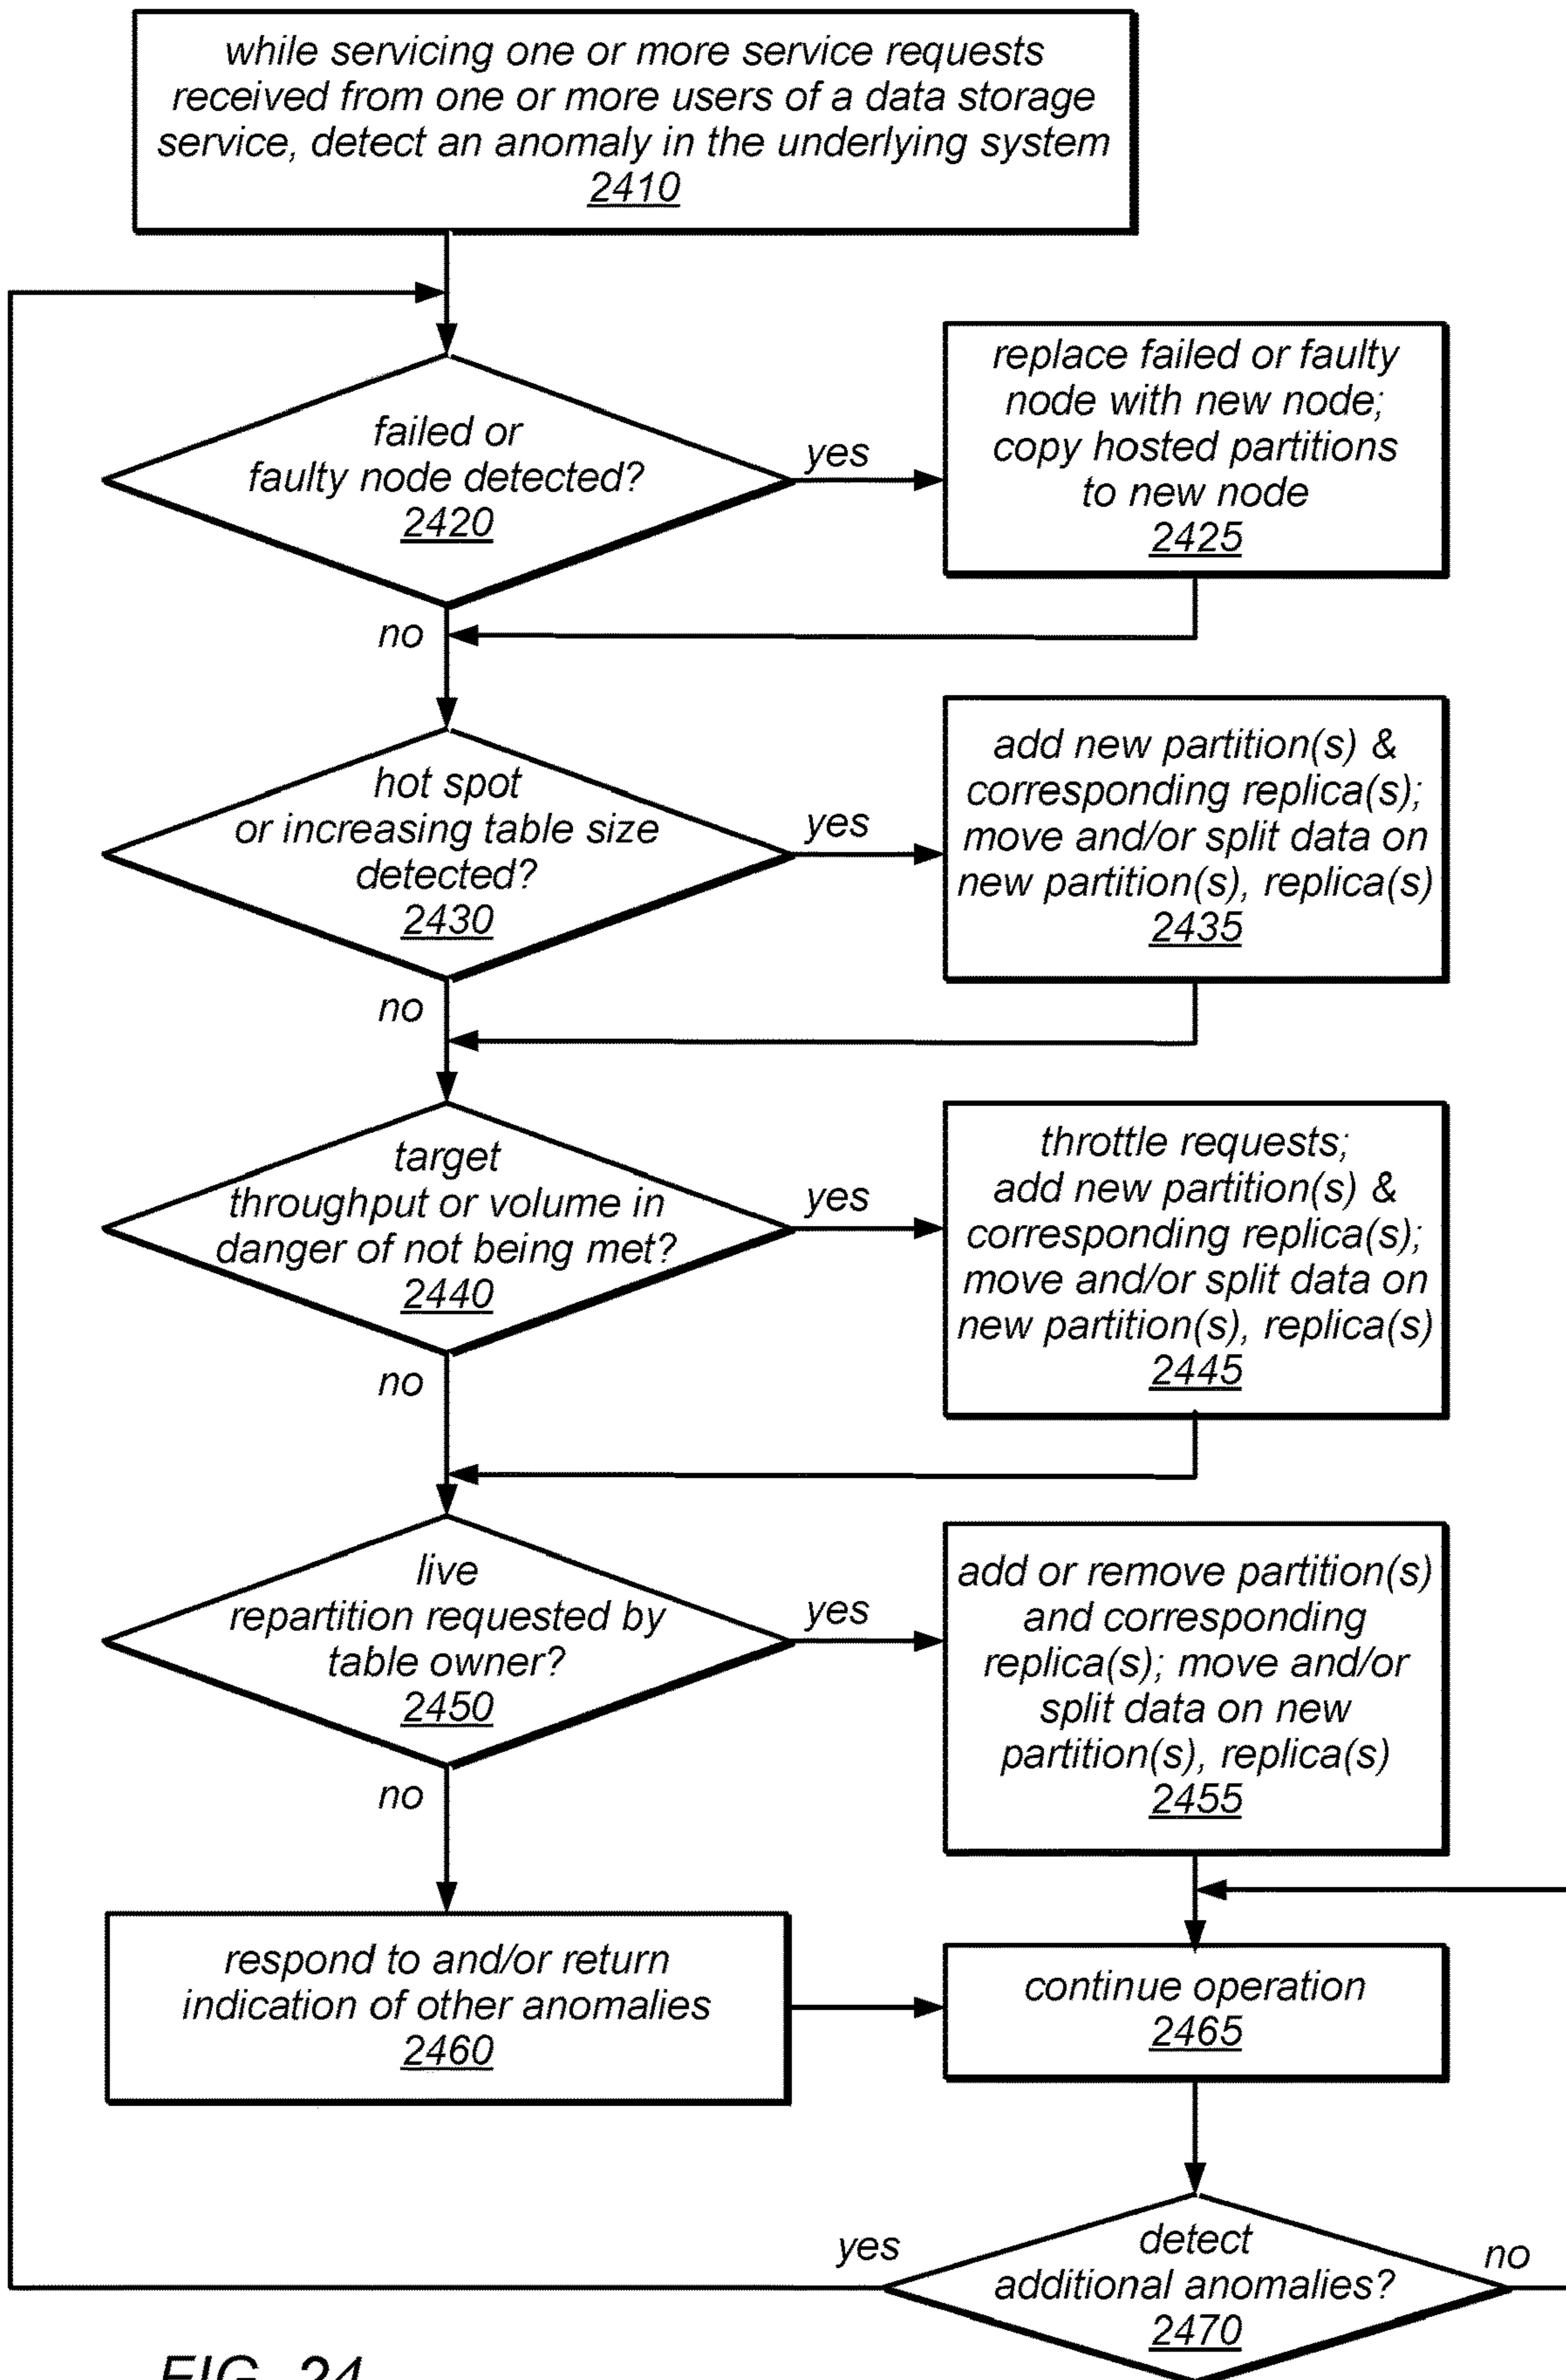 while servicing one or more service requests
received from one or more users of a data storage
service, detect an anomaly in the underlying system
2410
failed or
faulty node detected?
2420
yes
replace failed or faulty
node with new node;
copy hosted partitions
to new node
2425
no
hot spot
or increasing table size
detected?
2430
yes
add new partition(s) &
corresponding replica(s);
move and/or split data on
new partition(s), replica(s)
2435
no
target
throughput or volume in
danger of not being met?
2440
yes
throttle requests;
add new partition(s) &
corresponding replica(s);
move and/or split data on
new partition(s), replica(s)
2445
no
live
repartition requested by
table owner?
2450
yes
add or remove partition(s)
and corresponding
replica(s); move and/or
split data on new
partition(s), replica(s)
2455
no
respond to and/or return
indication of other anomalies
2460
continue operation
2465
yes
detect
additional anomalies?
2470
no
FIG. 24